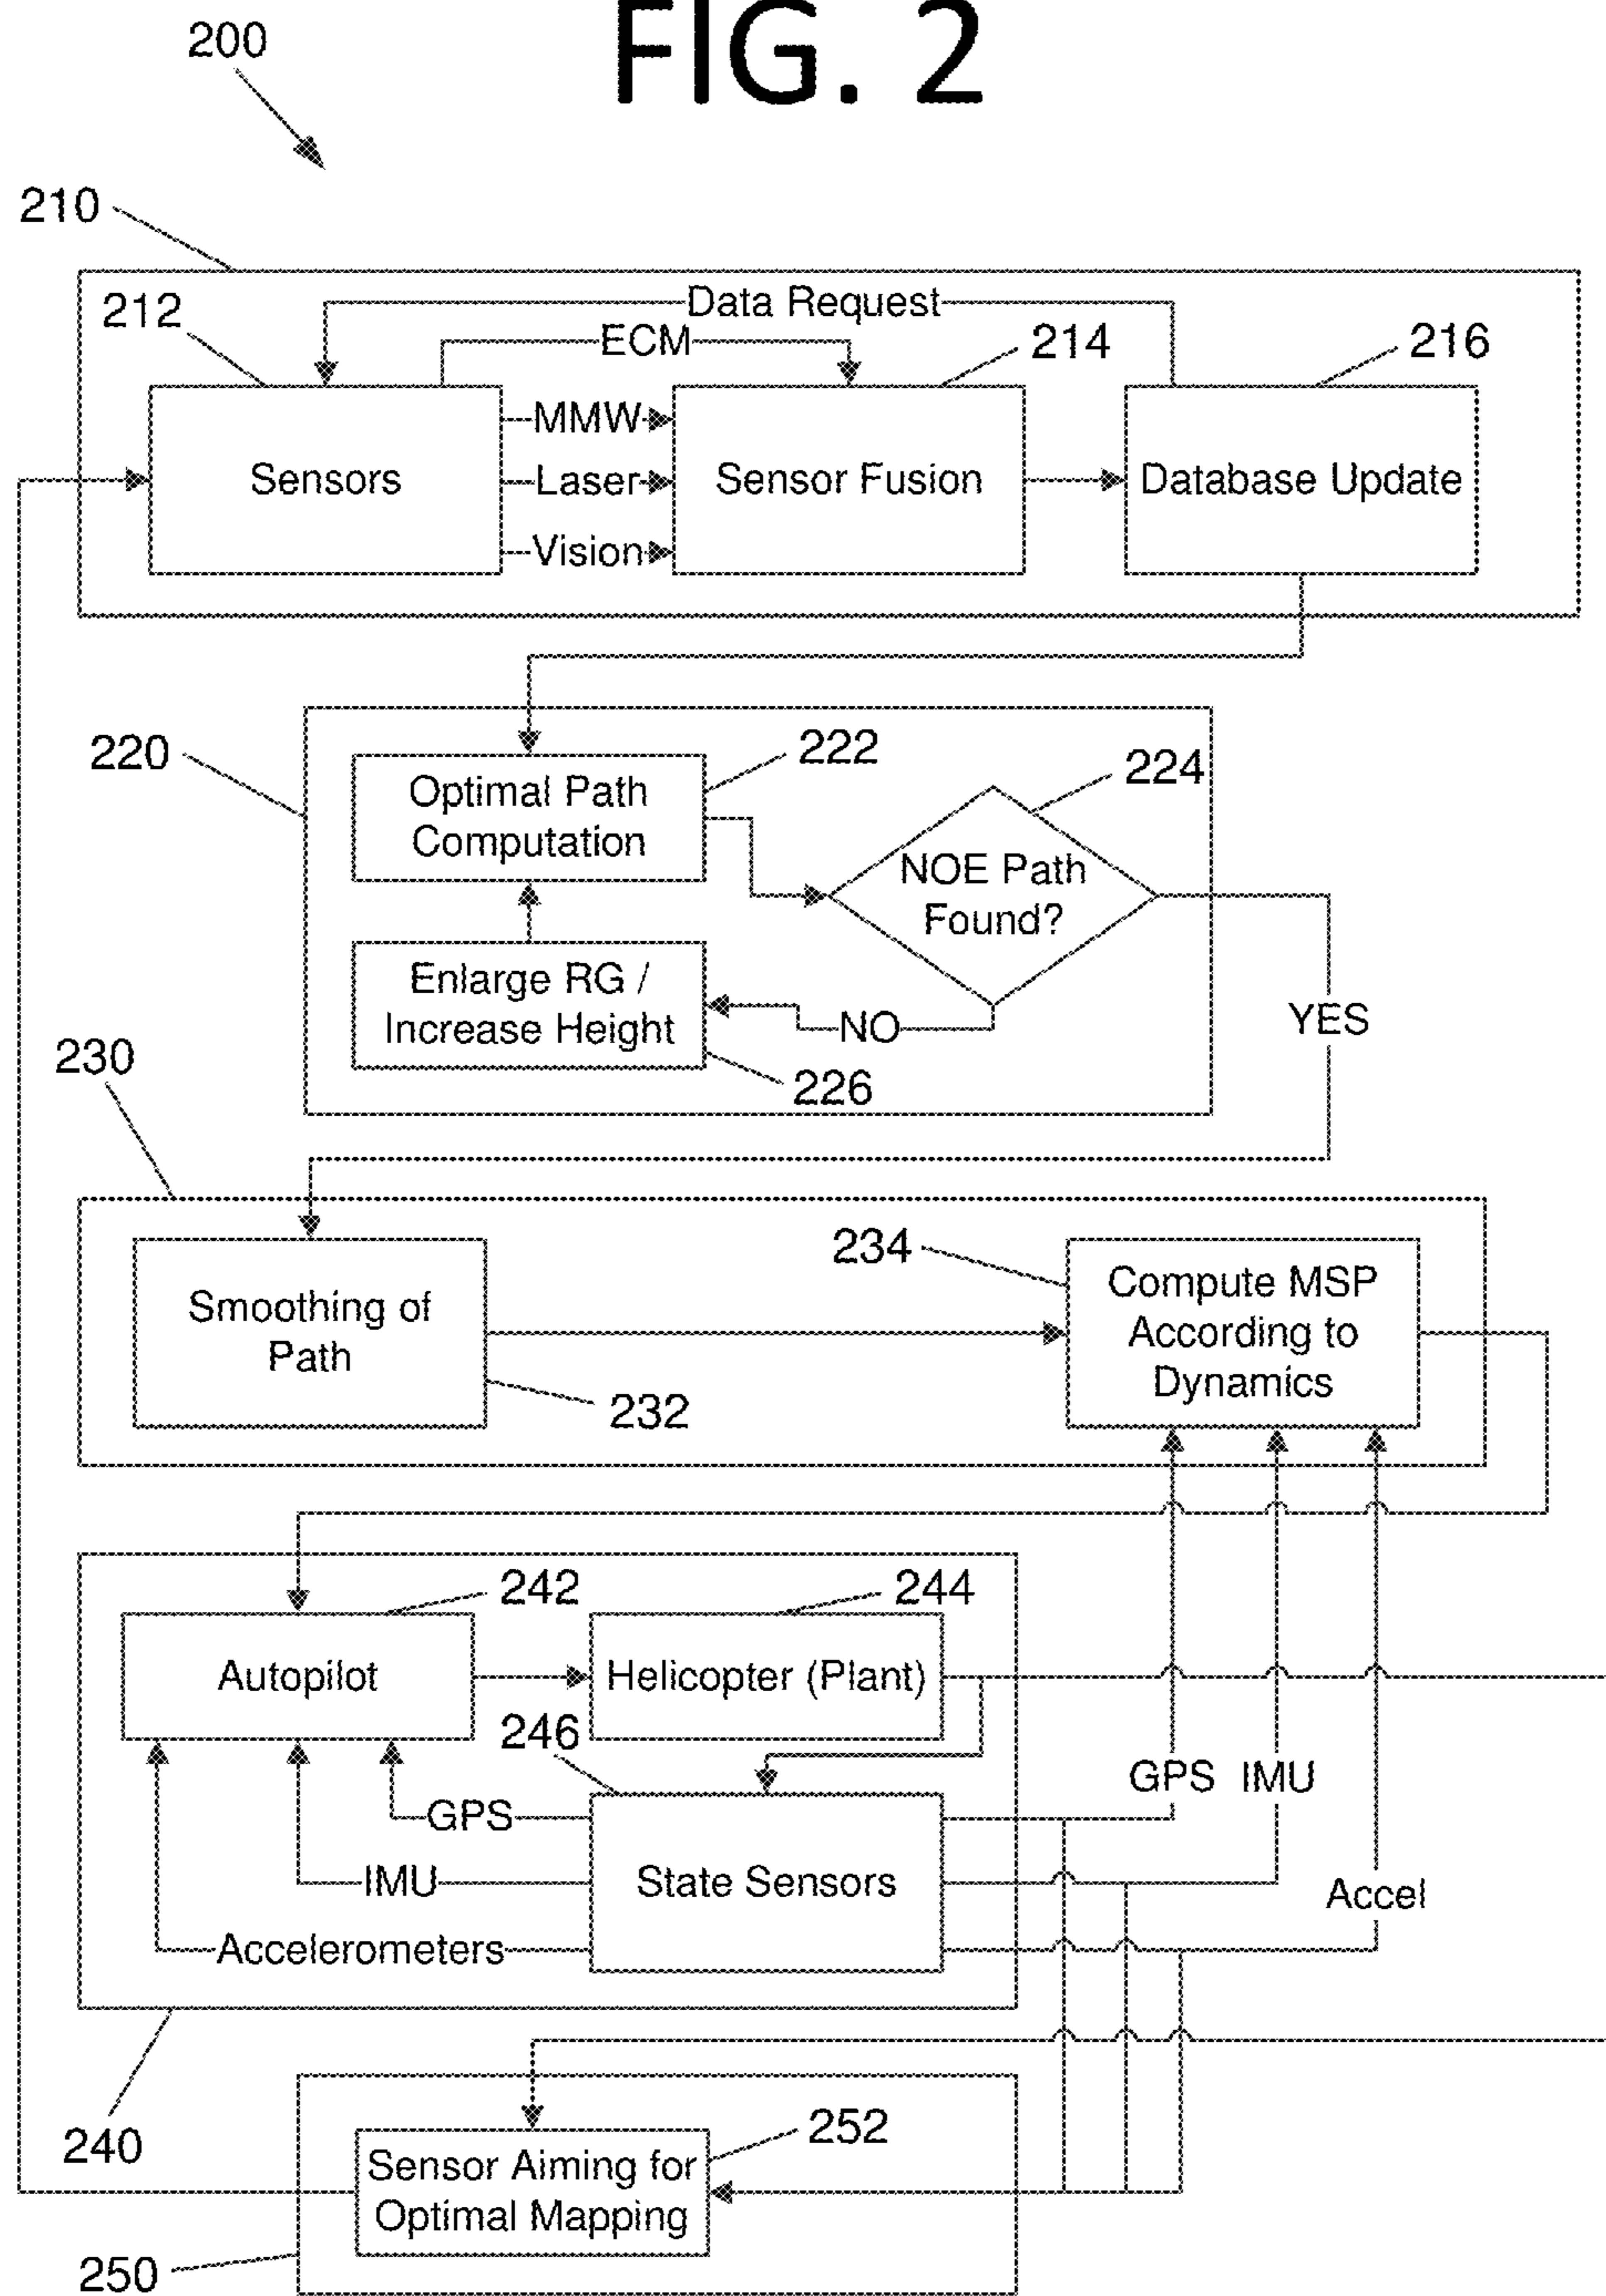 FIG. 2
200
210
Data Request
212
ECM
214
216
MMW
Sensors
Laser
Sensor Fusion
Database Update
Vision
220
222
224
Optimal Path
Computation
NOE Path
Found?
Enlarge RG /
Increase Height
NO
YES
226
230
234
Smoothing of
Path
Compute MSP
According to
Dynamics
232
242
244
Autopilot
Helicopter (Plant)
246
GPS
IMU
GPS
IMU
State Sensors
Accel
Accelerometers
240
252
Sensor Aiming for
Optimal Mapping
250